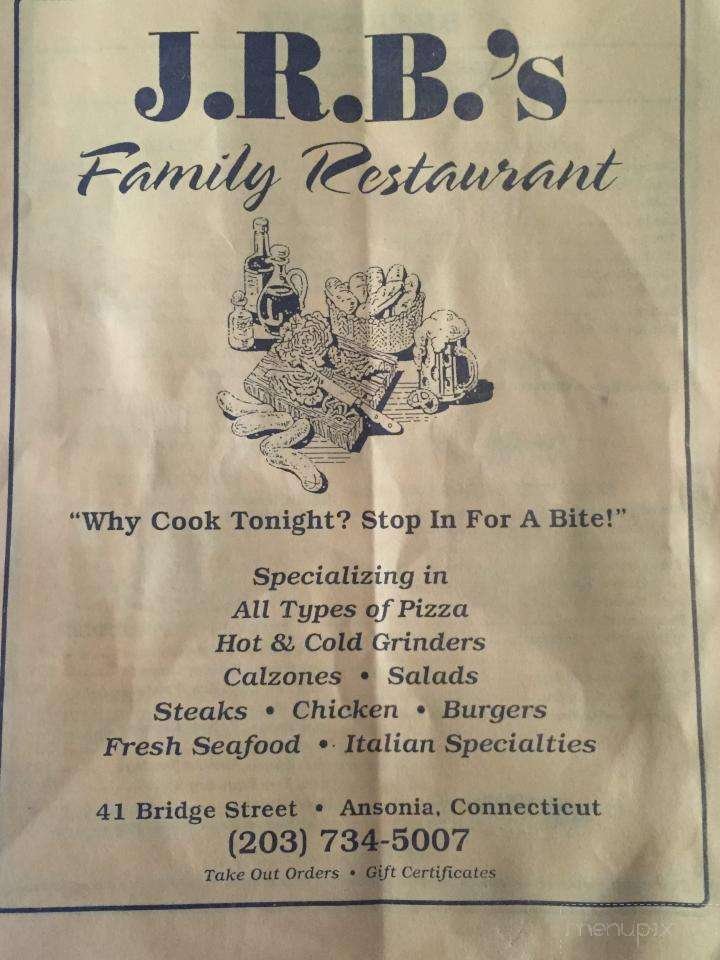 J.R.B.'s
Family Restaurant
“Why Cook Tonight? Stop In For A Bite!”
Specializing in
All Types of Pizza
Hot & Cold Grinders
Calzones • Salads
Steaks • Chicken • Burgers
Fresh Seafood • Italian Specialties
41 Bridge Street • Ansonia, Connecticut
(203) 734-5007
Take Out Orders • Gift Certificates
menupix